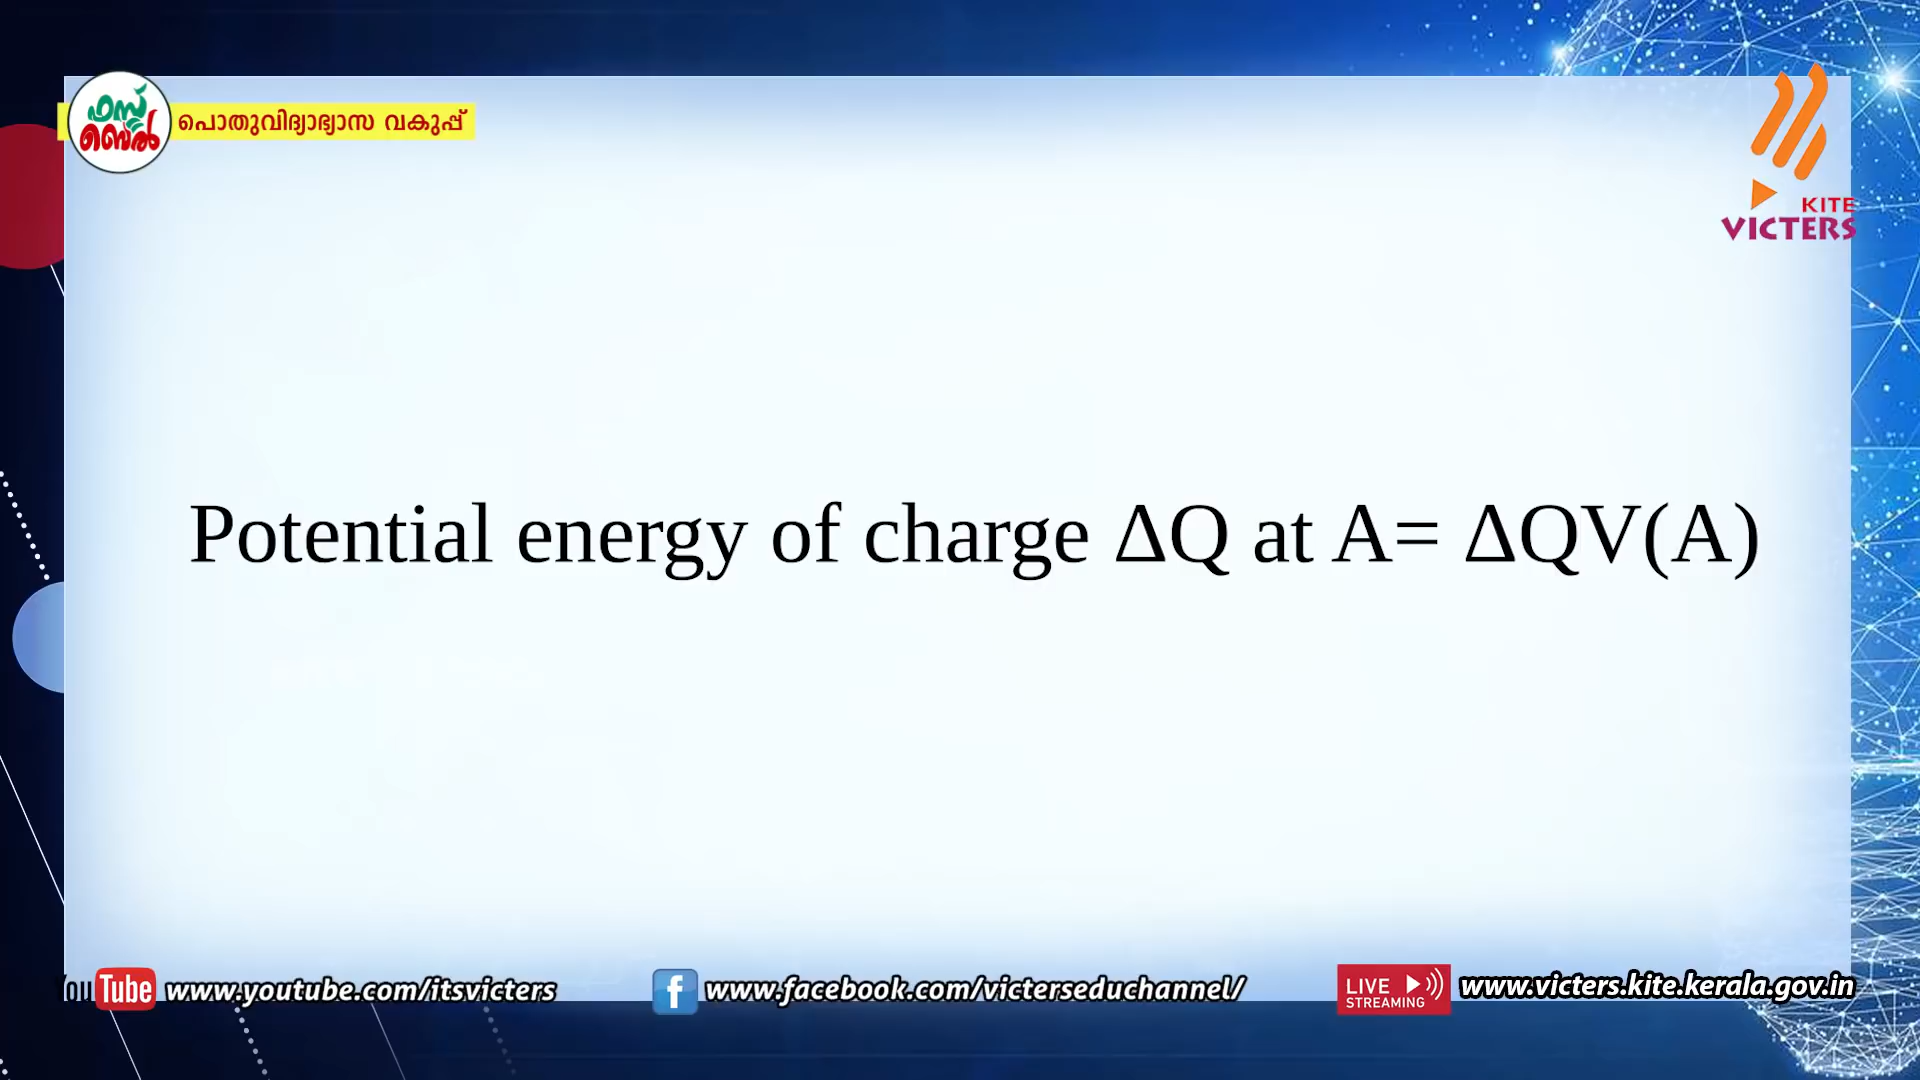 ഫസ്റ്റ്
ബെൽ
പൊതുവിദ്യാഭ്യാസ വകുപ്പ്
KITE
VICTERS
Potential energy of charge ΔQ at A= ΔQV(A)
You Tube www.youtube.com/itsvicters
f www.facebook.com/victerseduchannel/
LIVE
STREAMING
www.victers.kite.kerala.gov.in